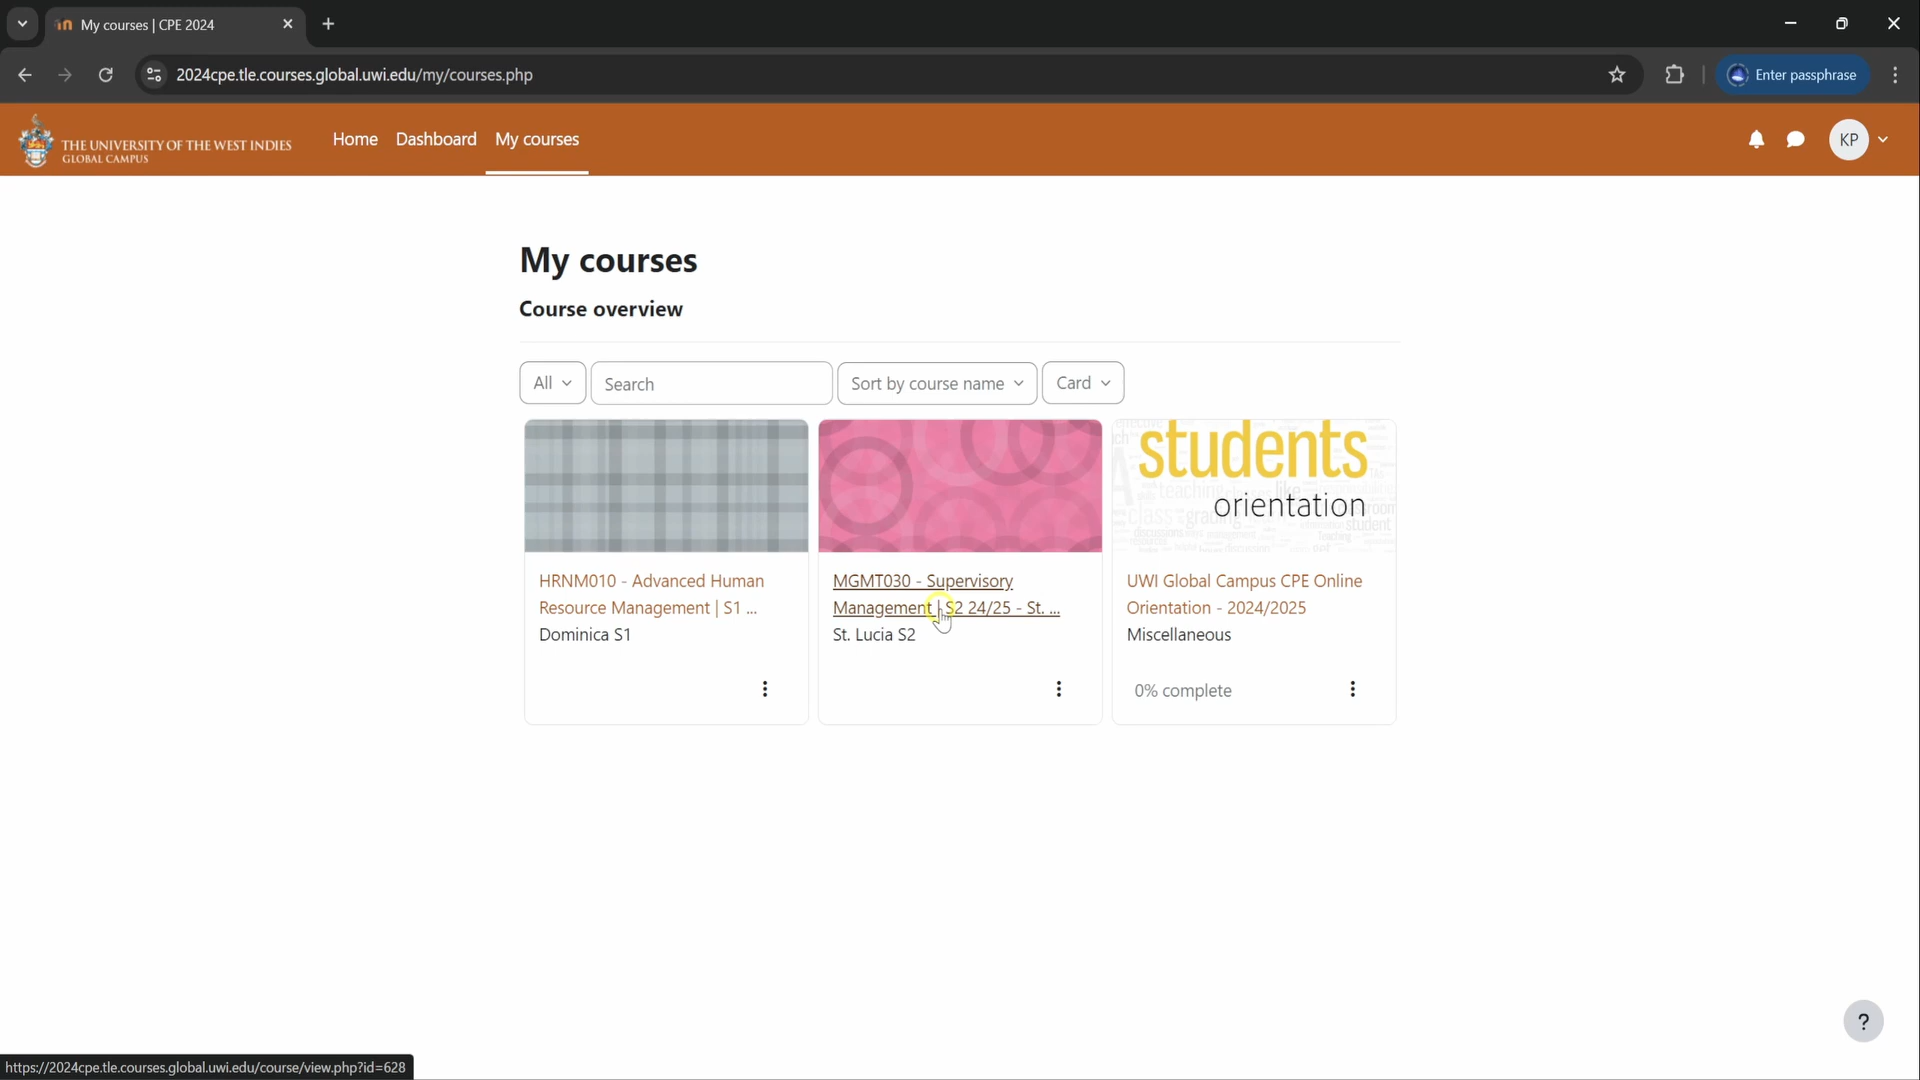 My courses | CPE 2024
2024cpe.tle.courses.global.uwi.edu/my/courses.php
Enter passphrase
THE UNIVERSITY OF THE WEST INDIES
GLOBAL CAMPUS
Home
Dashboard
My courses
KP
My courses
Course overview
All
Search
Sort by course name
Card
students
orientation
HRNM010 - Advanced Human
Resource Management | S1 ...
Dominica S1
MGMT030 - Supervisory
Management | S2 24/25 - St. ...
St. Lucia S2
UWI Global Campus CPE Online
Orientation - 2024/2025
Miscellaneous
0% complete
?
https://2024cpe.tle.courses.global.uwi.edu/course/view.php?id=628